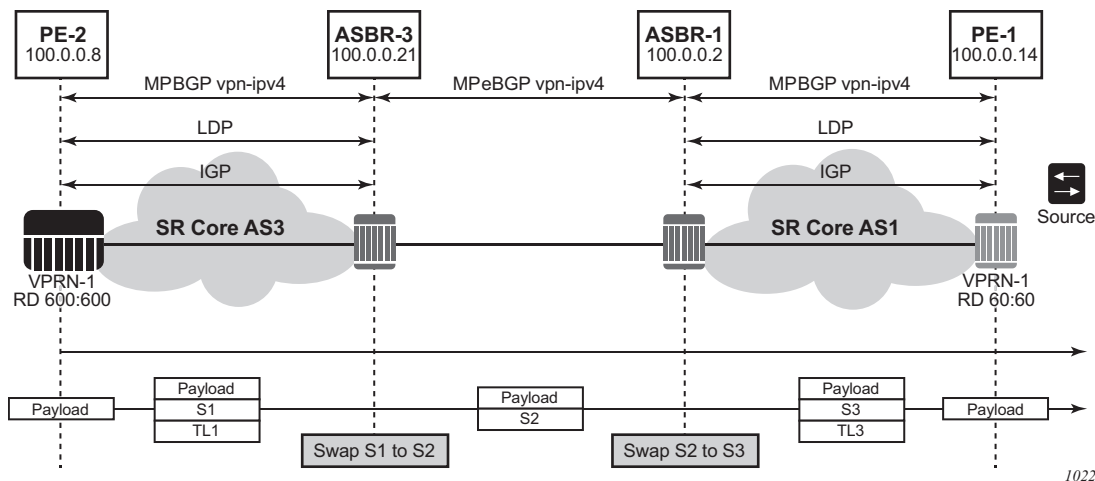 PE-2
100.0.0.8
ASBR-3
100.0.0.21
ASBR-1
100.0.0.2
PE-1
100.0.0.14
MPBGP vpn-ipv4
MPeBGP vpn-ipv4
MPBGP vpn-ipv4
LDP
LDP
IGP
IGP
Source
SR Core AS3
SR Core AS1
VPRN-1
RD 600:600
VPRN-1
RD 60:60
Payload
Payload
S1
TL1
Payload
S2
Payload
S3
TL3
Payload
Swap S1 to S2
Swap S2 to S3
1022